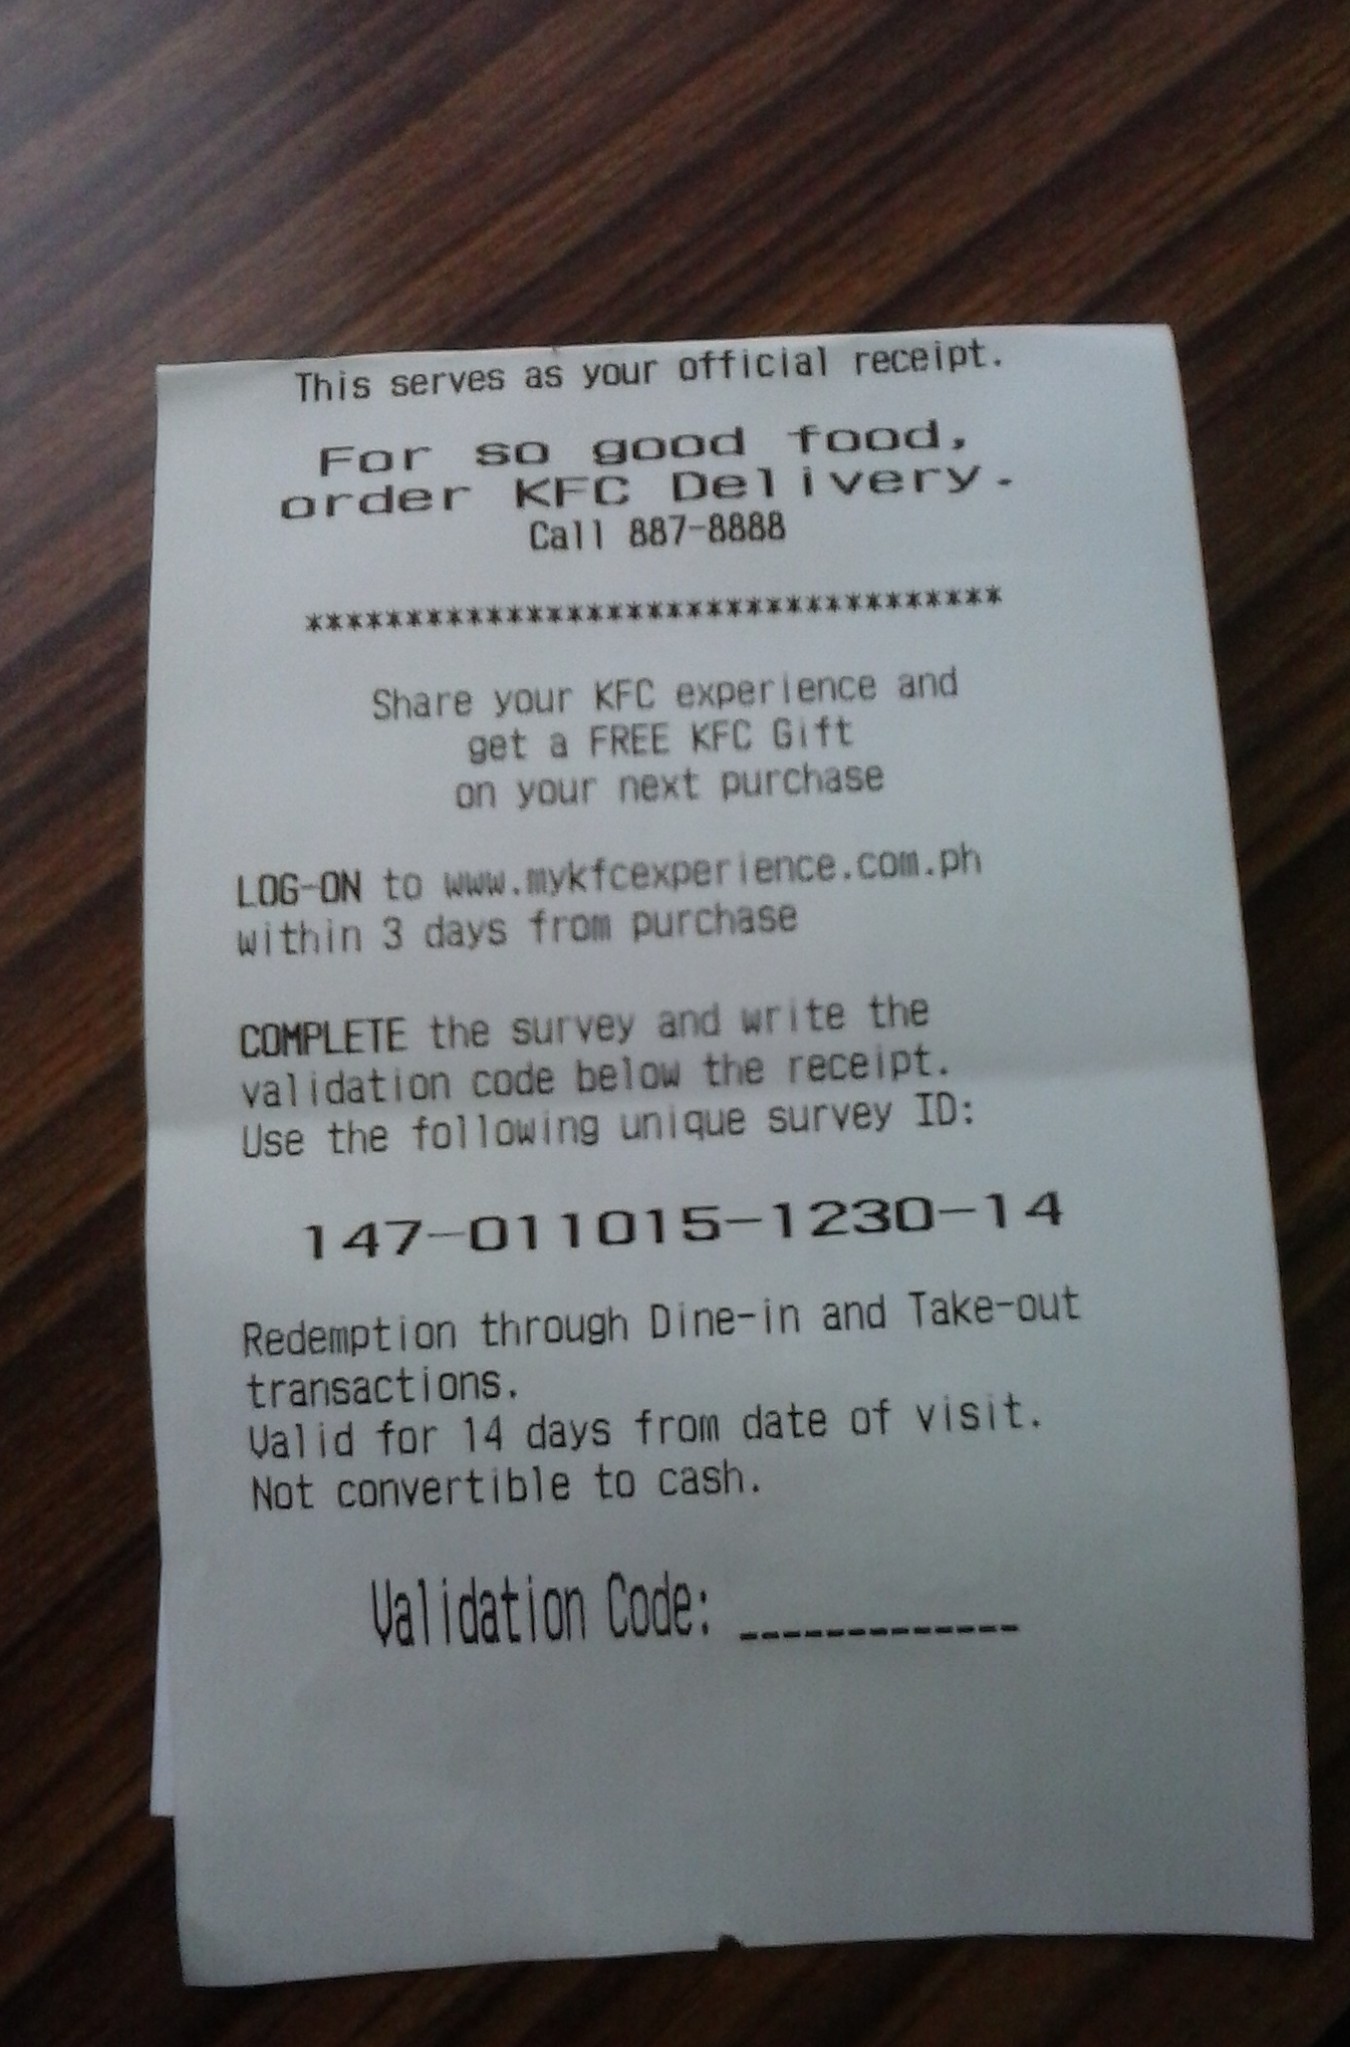 This serves as your official receipt.
For so good food,
order KFC Delivery.
Call 887-8888
***********************************
Share your KFC experience and
get a FREE KFC Gift
on your next purchase
LOG-ON to www.mykfcexperience.com.ph
within 3 days from purchase
COMPLETE the survey and write the
validation code below the receipt.
Use the following unique survey ID:
147-011015-1230-14
Redemption through Dine-in and Take-out
transactions.
Valid for 14 days from date of visit.
Not convertible to cash.
Validation Code: _____________